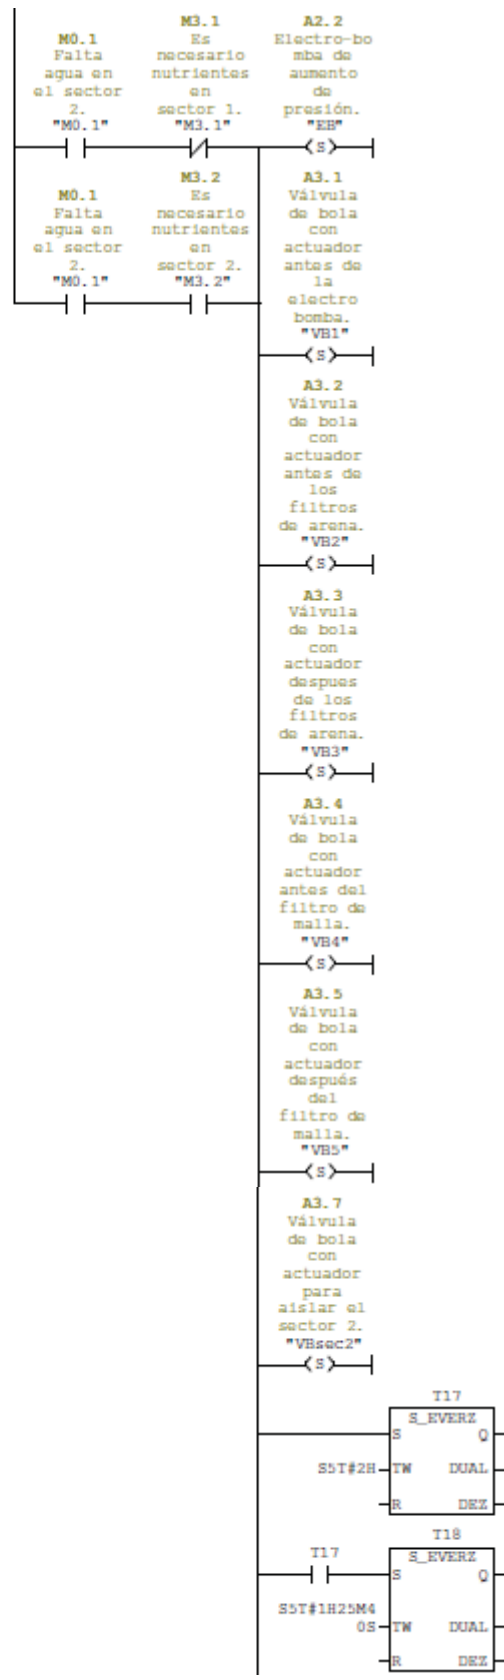 M0.1
Falta
agua en
el sector
2.
"M0.1"
M3.1
Es
necesario
nutrientes
en
sector 1.
"M3.1"
A2.2
Electro-bo
mba de
aumento
de
presión.
"EB"
S
M0.1
Falta
agua en
el sector
2.
"M0.1"
M3.2
Es
necesario
nutrientes
en
sector 2.
"M3.2"
A3.1
Válvula
de bola
con
actuador
antes de
la
electro
bomba.
"VB1"
S
A3.2
Válvula
de bola
con
actuador
antes de
los
filtros
de arena.
"VB2"
S
A3.3
Válvula
de bola
con
actuador
despues
de los
filtros
de arena.
"VB3"
S
A3.4
Válvula
de bola
con
actuador
antes del
filtro de
malla.
"VB4"
S
A3.5
Válvula
de bola
con
actuador
después
del
filtro de
malla.
"VB5"
S
A3.7
Válvula
de bola
con
actuador
para
aislar el
sector 2.
"VBsec2"
S
T17
S_EVERZ
S Q
S5T#2H TW DUAL
R DEZ
T17
T18
S_EVERZ
S Q
S5T#1H25M4
0S TW DUAL
R DEZ